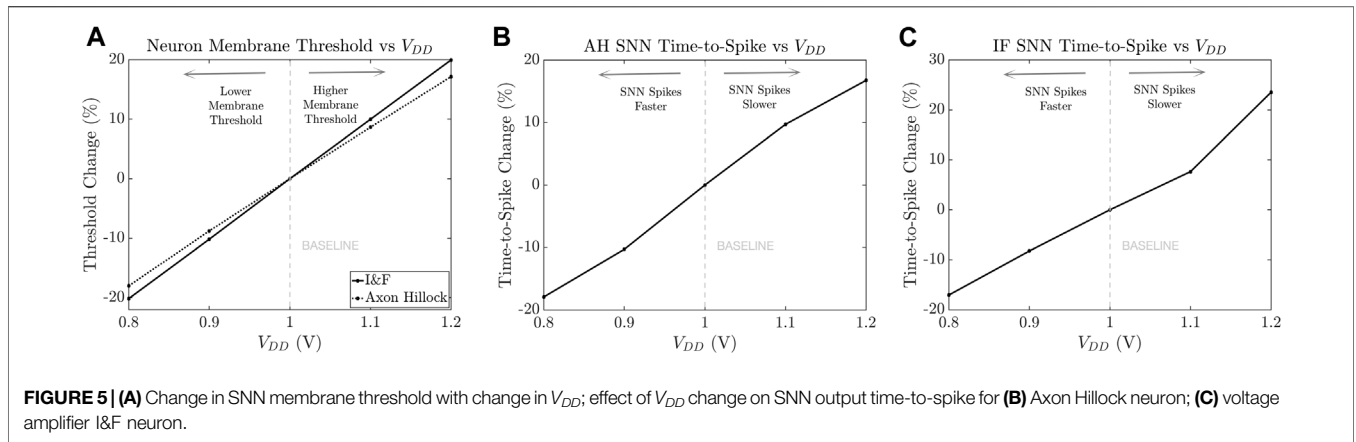 A
Neuron Membrane Threshold vs V_DD
Threshold Change (%)
20
10
0
-10
-20
Lower
Membrane
Threshold
Higher
Membrane
Threshold
BASELINE
I&F
Axon Hillock
0.8 0.9 1 1.1 1.2
V_DD (V)
B
AH SNN Time-to-Spike vs V_DD
Time-to-Spike Change (%)
20
10
0
-10
-20
SNN Spikes
Faster
SNN Spikes
Slower
BASELINE
0.8 0.9 1 1.1 1.2
V_DD (V)
C
IF SNN Time-to-Spike vs V_DD
Time-to-Spike Change (%)
30
20
10
0
-10
-20
-30
SNN Spikes
Faster
SNN Spikes
Slower
BASELINE
0.8 0.9 1 1.1 1.2
V_DD (V)
FIGURE 5 | (A) Change in SNN membrane threshold with change in V_DD; effect of V_DD change on SNN output time-to-spike for (B) Axon Hillock neuron; (C) voltage
amplifier I&F neuron.